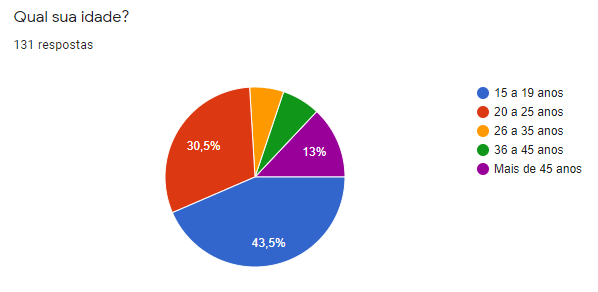 Qual sua idade?
131 respostas
15 a 19 anos
20 a 25 anos
26 a 35 anos
36 a 45 anos
Mais de 45 anos
30,5%
13%
43,5%